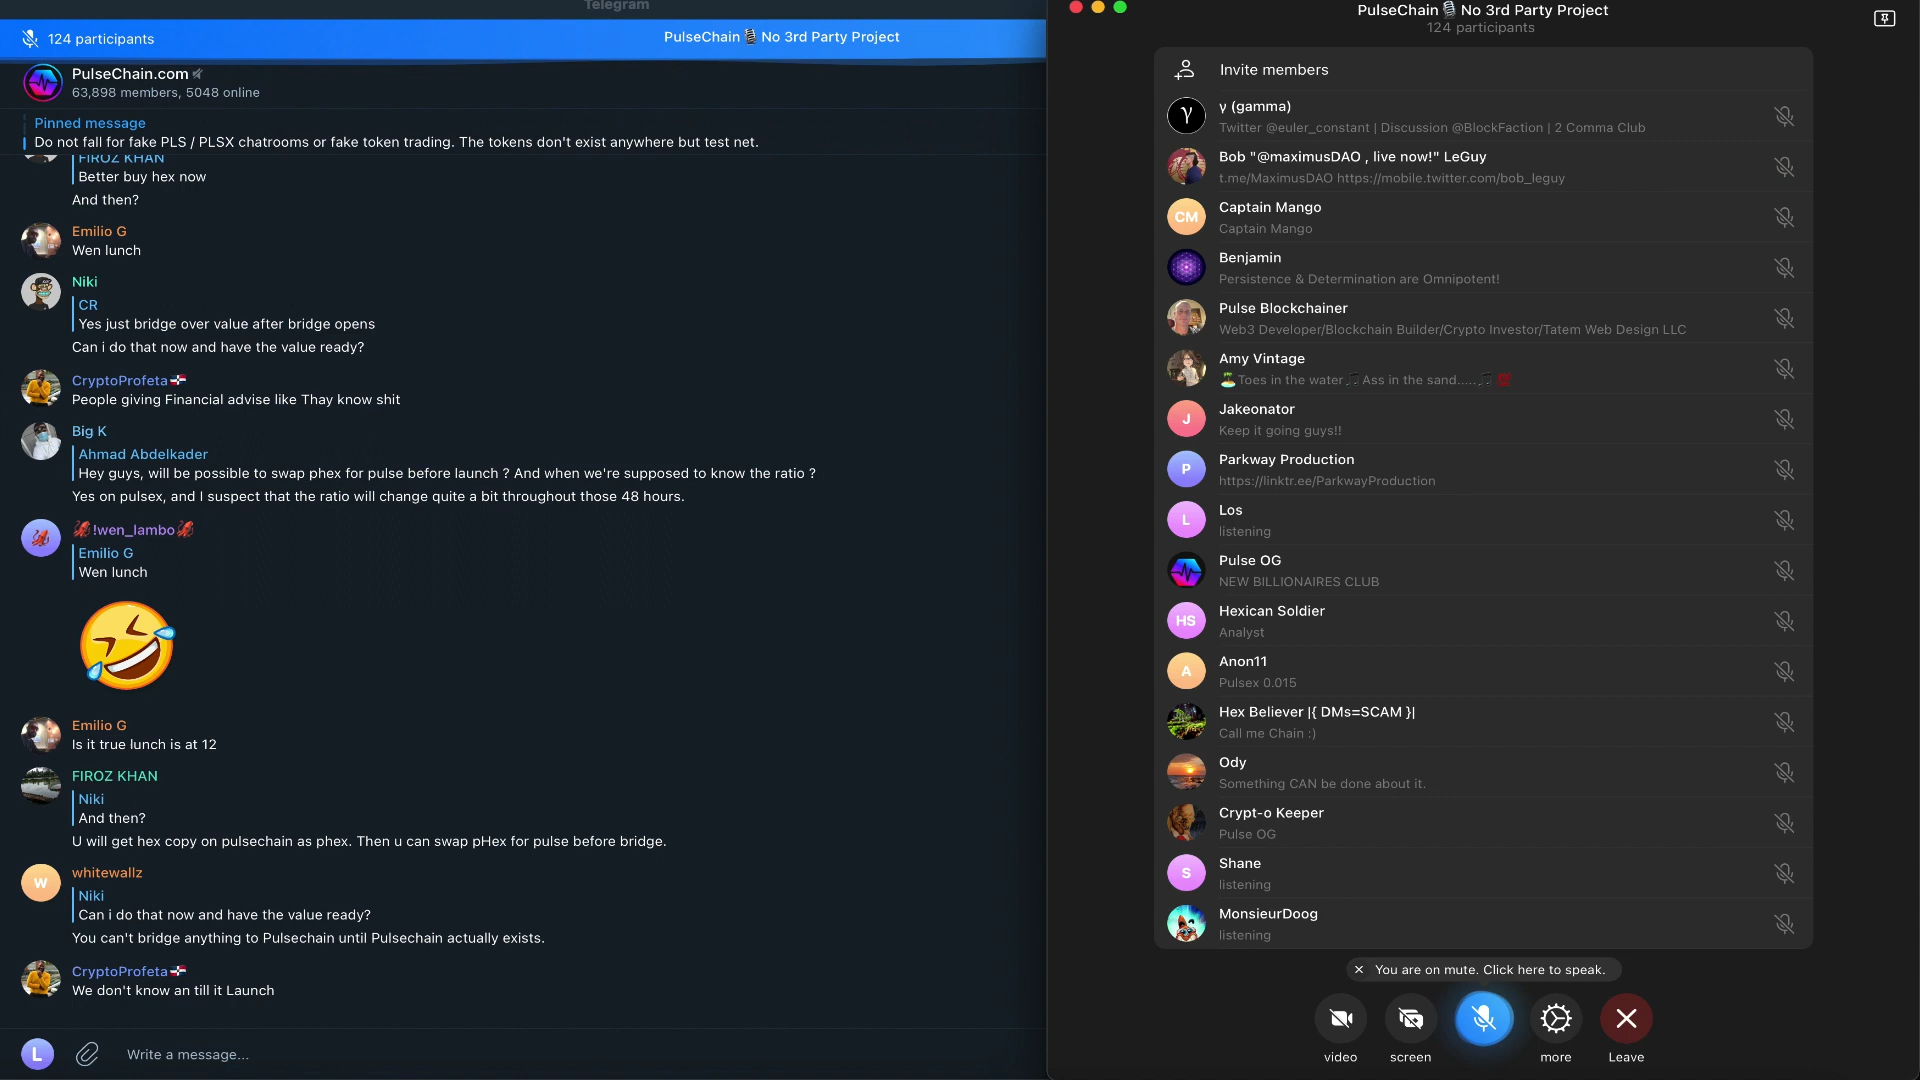 Telegram
124 participants
PulseChain🎙No 3rd Party Project
PulseChain.com
63,898 members, 5048 online
Pinned message
Do not fall for fake PLS / PLSX chatrooms or fake token trading. The tokens don't exist anywhere but test net.
FIROZ KHAN
Better buy hex now
And then?
Emilio G
Wen lunch
Niki
CR
Yes just bridge over value after bridge opens
Can i do that now and have the value ready?
CryptoProfeta🇩🇴
People giving Financial advise like Thay know shit
Big K
Ahmad Abdelkader
Hey guys, will be possible to swap phex for pulse before launch ? And when we're supposed to know the ratio ?
Yes on pulsex, and I suspect that the ratio will change quite a bit throughout those 48 hours.
🦑!wen_lambo🦑
Emilio G
Wen lunch
🤣
Emilio G
Is it true lunch is at 12
FIROZ KHAN
Niki
And then?
U will get hex copy on pulsechain as phex. Then u can swap pHex for pulse before bridge.
W
whitewallz
Niki
Can i do that now and have the value ready?
You can't bridge anything to Pulsechain until Pulsechain actually exists.
CryptoProfeta🇩🇴
We don't know an till it Launch
L
Write a message...
PulseChain🎙No 3rd Party Project
124 participants
Invite members
γ
γ (gamma)
Twitter @euler_constant | Discussion @BlockFaction | 2 Comma Club
Bob "@maximusDAO , live now!" LeGuy
t.me/MaximusDAO https://mobile.twitter.com/bob_leguy
CM
Captain Mango
Captain Mango
Benjamin
Persistence & Determination are Omnipotent!
Pulse Blockchainer
Web3 Developer/Blockchain Builder/Crypto Investor/Tatem Web Design LLC
Amy Vintage
🏝Toes in the water🎵Ass in the sand.....🎵
J
Jakeonator
Keep it going guys!!
P
Parkway Production
https://linktr.ee/ParkwayProduction
L
Los
listening
Pulse OG
NEW BILLIONAIRES CLUB
HS
Hexican Soldier
Analyst
A
Anon11
Pulsex 0.015
Hex Believer |{ DMs=SCAM }|
Call me Chain :)
Ody
Something CAN be done about it.
Crypt-o Keeper
Pulse OG
S
Shane
listening
MonsieurDoog
listening
You are on mute. Click here to speak.
video
screen
more
Leave